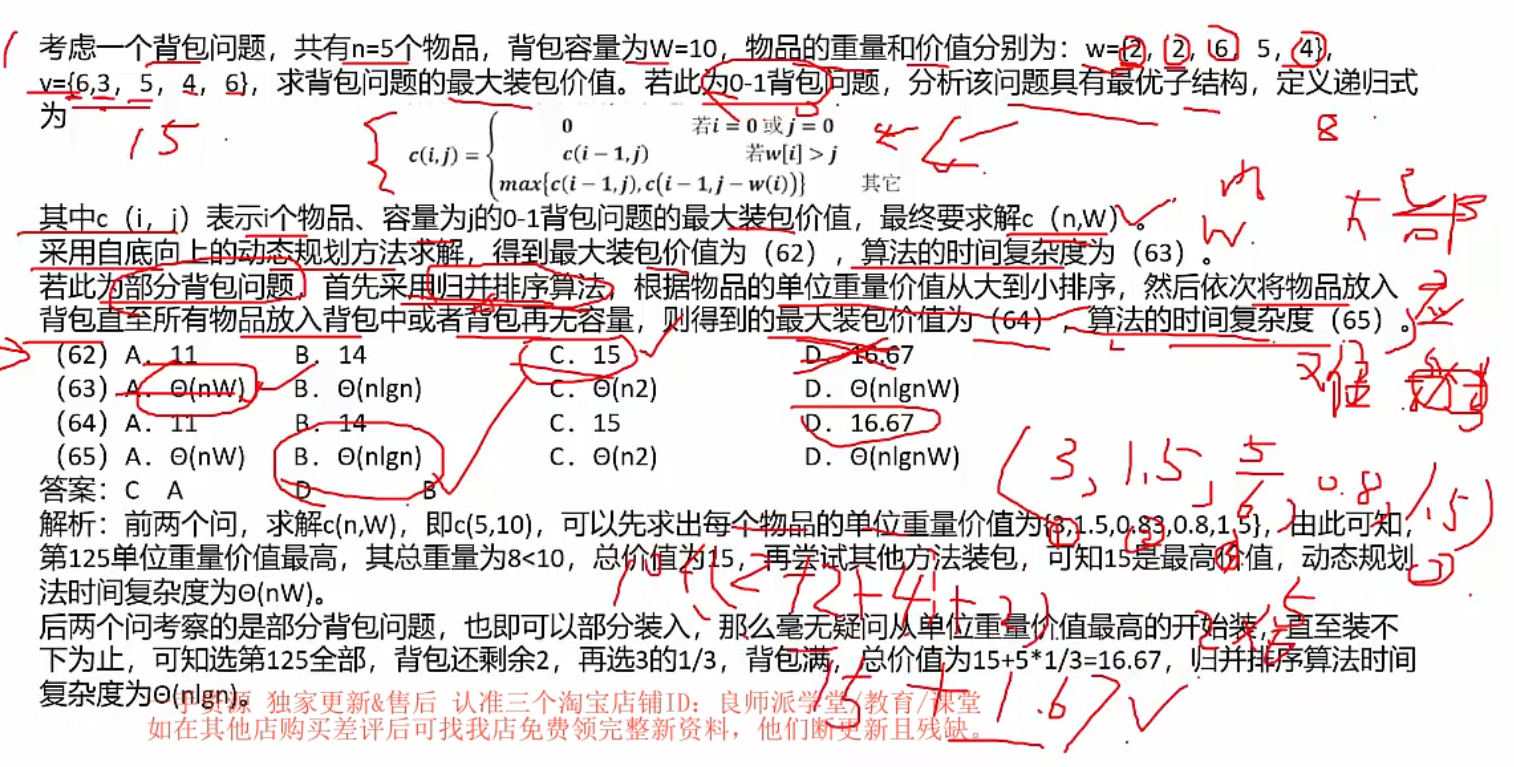 考虑一个背包问题，共有n=5个物品，背包容量为W=10，物品的重量和价值分别为：w={2，2，6，5，4}，
v={6,3，5，4，6}，求背包问题的最大装包价值。若此为0-1背包问题，分析该问题具有最优子结构，定义递归式
为
15
8
0 若i = 0 或 j = 0
c(i,j) = c(i − 1,j) 若w[i] > j
max{c(i − 1,j),c(i − 1,j − w(i))} 其它
n
W
其中c（i，j）表示i个物品、容量为j的0-1背包问题的最大装包价值，最终要求解c（n,W）。
采用自底向上的动态规划方法求解，得到最大装包价值为（62），算法的时间复杂度为（63）。
若此为部分背包问题，首先采用归并排序算法，根据物品的单位重量价值从大到小排序，然后依次将物品放入
背包直至所有物品放入背包中或者背包再无容量，则得到的最大装包价值为（64），算法的时间复杂度（65）。
（62）A．11 B．14 C．15 D．16.67
（63）A．Θ(nW) B．Θ(nlgn) C．Θ(n2) D．Θ(nlgnW)
（64）A．11 B．14 C．15 D．16.67
（65）A．Θ(nW) B．Θ(nlgn) C．Θ(n2) D．Θ(nlgnW)
(3, 1.5, 5/6, 0.8, 1.5)
答案：C A D B
解析：前两个问，求解c(n,W)，即c(5,10)，可以先求出每个物品的单位重量价值为{3,1.5,0.83,0.8,1.5}，由此可知，
第125单位重量价值最高，其总重量为8<10，总价值为15，再尝试其他方法装包，可知15是最高价值，动态规划
法时间复杂度为Θ(nW)。
后两个问考察的是部分背包问题，也即可以部分装入，那么毫无疑问从单位重量价值最高的开始装，直至装不
下为止，可知选第125全部，背包还剩余2，再选3的1/3，背包满，总价值为15+5*1/3=16.67，归并排序算法时间
复杂度为Θ(nlgn)。
15 + 1.67
资源 独家更新&售后 认准三个淘宝店铺ID：良师派学堂/教育/课堂
如在其他店购买差评后可找我店免费领完整新资料，他们断更新且残缺。